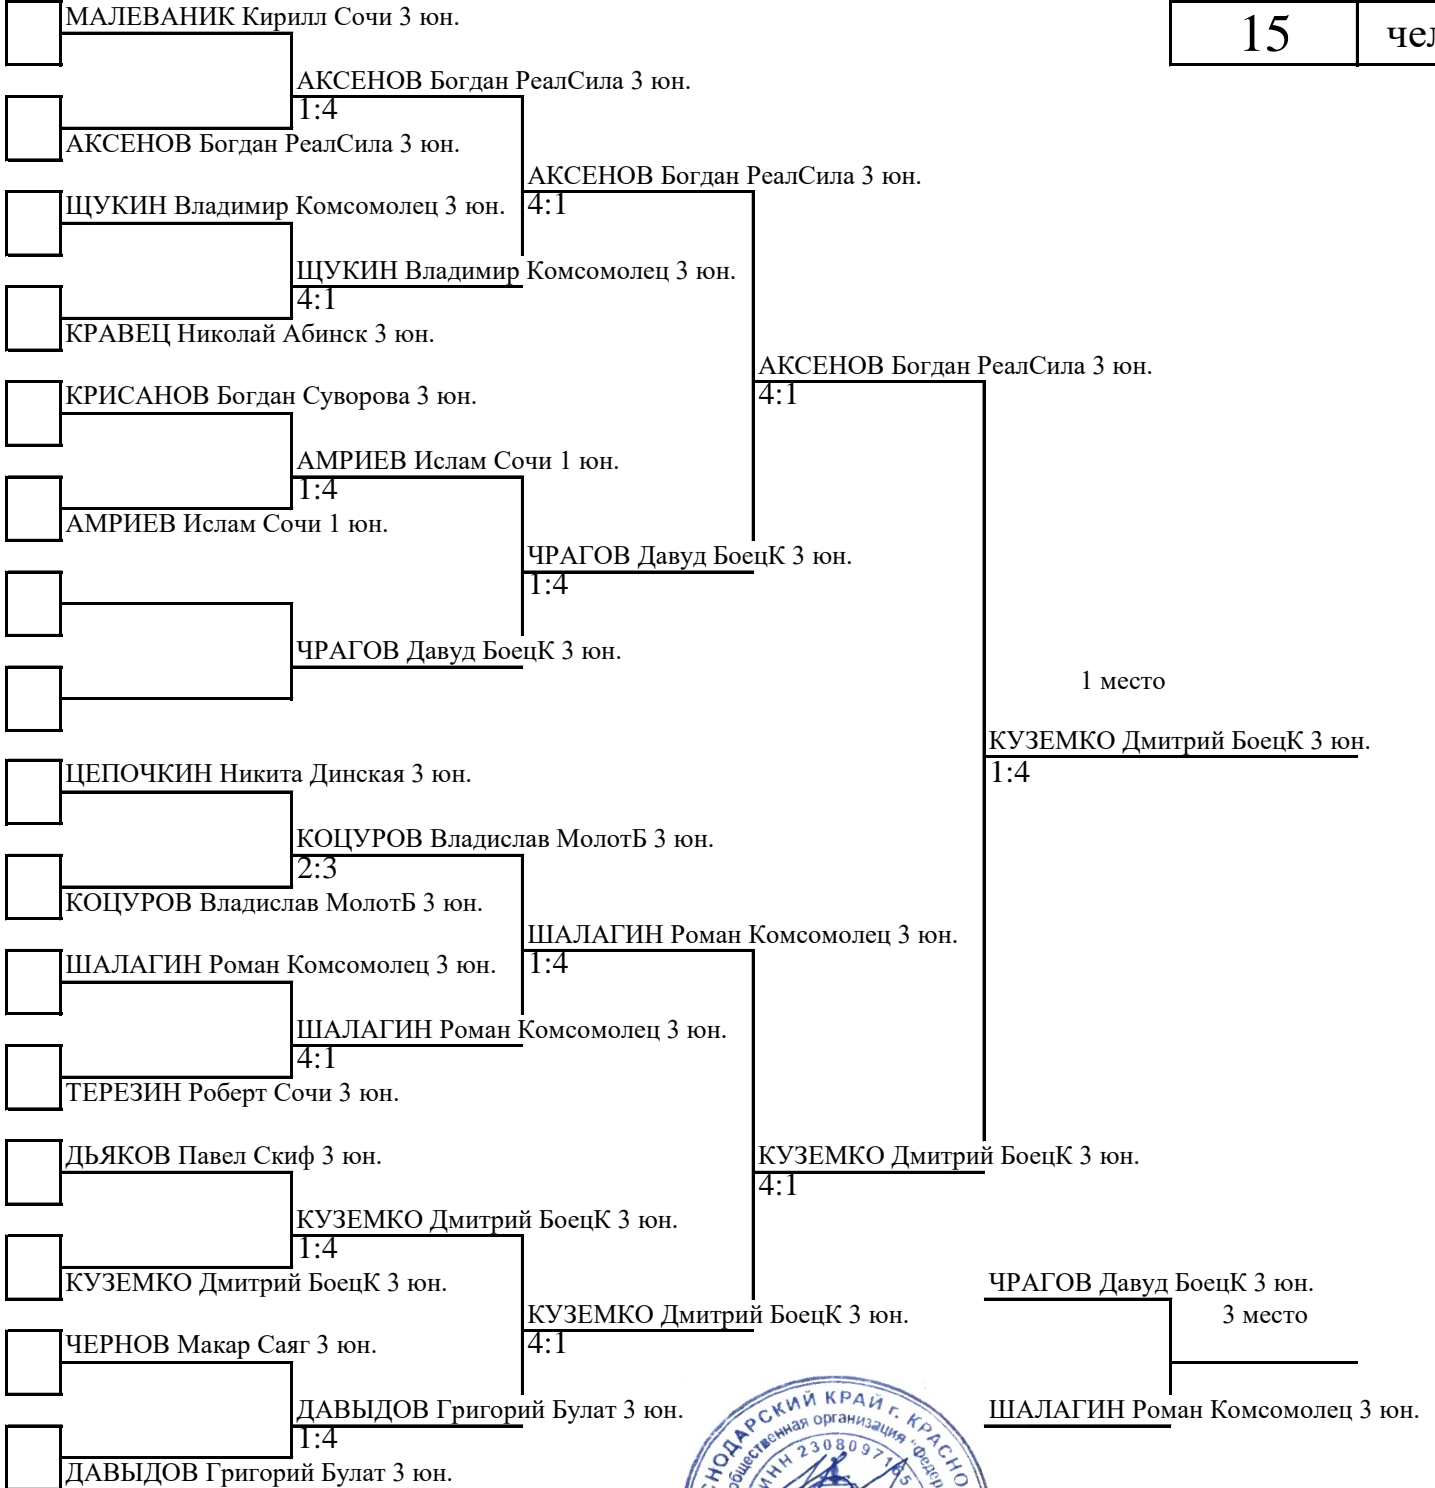 МАЛЕВАНИК Кирилл Сочи 3 юн.
15
АКСЕНОВ Богдан РеалСила 3 юн.
1:4
АКСЕНОВ Богдан РеалСила 3 юн.
АКСЕНОВ Богдан РеалСила 3 юн.
4:1
ЩУКИН Владимир Комсомолец 3 юн.
ЩУКИН Владимир Комсомолец 3 юн.
4:1
КРАВЕЦ Николай Абинск 3 юн.
АКСЕНОВ Богдан РеалСила 3 юн.
4:1
КРИСАНОВ Богдан Суворова 3 юн.
АМРИЕВ Ислам Сочи 1 юн.
1:4
АМРИЕВ Ислам Сочи 1 юн.
ЧРАГОВ Давуд БоецК 3 юн.
1:4
ЧРАГОВ Давуд БоецК 3 юн.
1 место
КУЗЕМКО Дмитрий БоецК 3 юн.
1:4
ЦЕПОЧКИН Никита Динская 3 юн.
КОЦУРОВ Владислав МолотБ 3 юн.
2:3
КОЦУРОВ Владислав МолотБ 3 юн.
ШАЛАГИН Роман Комсомолец 3 юн.
1:4
ШАЛАГИН Роман Комсомолец 3 юн.
ШАЛАГИН Роман Комсомолец 3 юн.
4:1
ТЕРЕЗИН Роберт Сочи 3 юн.
ДЬЯКОВ Павел Скиф 3 юн.
КУЗЕМКО Дмитрий БоецК 3 юн.
4:1
КУЗЕМКО Дмитрий БоецК 3 юн.
1:4
КУЗЕМКО Дмитрий БоецК 3 юн.
ЧРАГОВ Давуд БоецК 3 юн.
3 место
КУЗЕМКО Дмитрий БоецК 3 юн.
4:1
ЧЕРНОВ Макар Саяг 3 юн.
ДАВЫДОВ Григорий Булат 3 юн.
1:4
ШАЛАГИН Роман Комсомолец 3 юн.
ДАВЫДОВ Григорий Булат 3 юн.
КРАЙ г.
организация
ИНН 2308097165